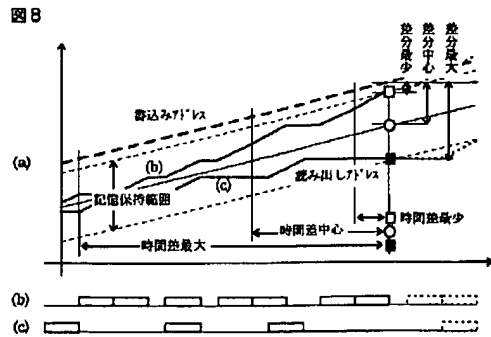 図8
差分最少
差分中心
差分最大
書込みアドレス
(a)
(b)
(c)
読み出しアドレス
記憶保持範囲
時間差最少
時間差中心
時間差最大
(b)
(c)